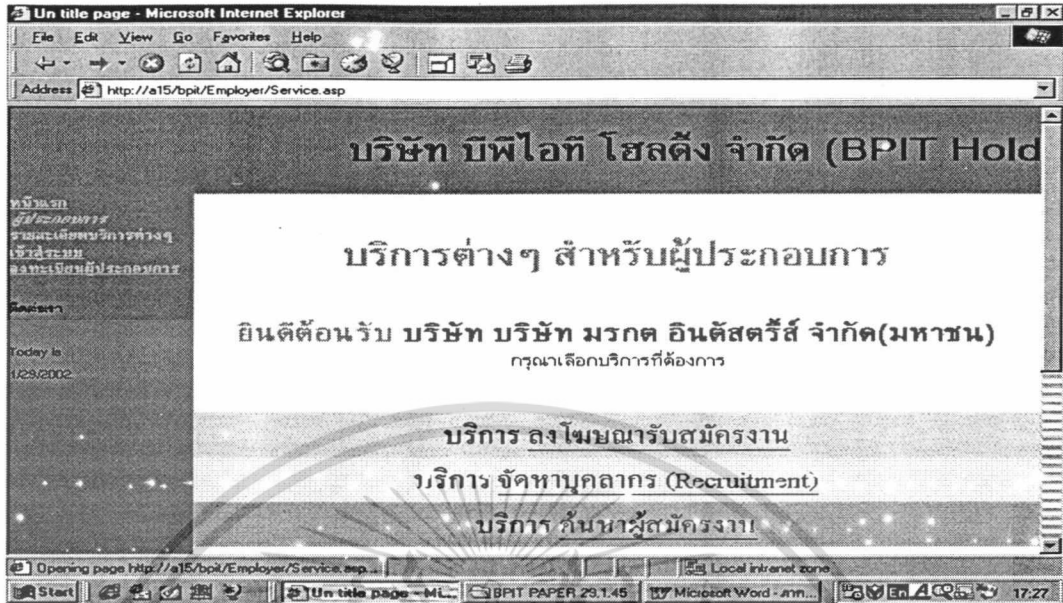 Un title page - Microsoft Internet Explorer
File Edit View Go Favorites Help
Address http://a15/bpit/Employer/Service.asp
บริษัท บีพีไอที โฮลดิ้ง จำกัด (BPIT Hold
หน้าแรก
ผู้ประกอบการ
รายละเอียดบริการต่างๆ
เข้าสู่ระบบ
ลงทะเบียนผู้ประกอบการ
ติดต่อเรา
Today is
1/29/2002
บริการต่างๆ สำหรับผู้ประกอบการ
ยินดีต้อนรับ บริษัท บริษัท มรกต อินดัสตรีส์ จำกัด(มหาชน)
กรุณาเลือกบริการที่ต้องการ
บริการ ลงโฆษณารับสมัครงาน
บริการ จัดหาบุคลากร (Recruitment)
บริการ ค้นหาผู้สมัครงาน
Opening page http://a15/bpit/Employer/Service.asp... Local intranet zone
Start Un title page - Mi... BPIT PAPER 29.1.45 Microsoft Word - ภาค... En 17:27